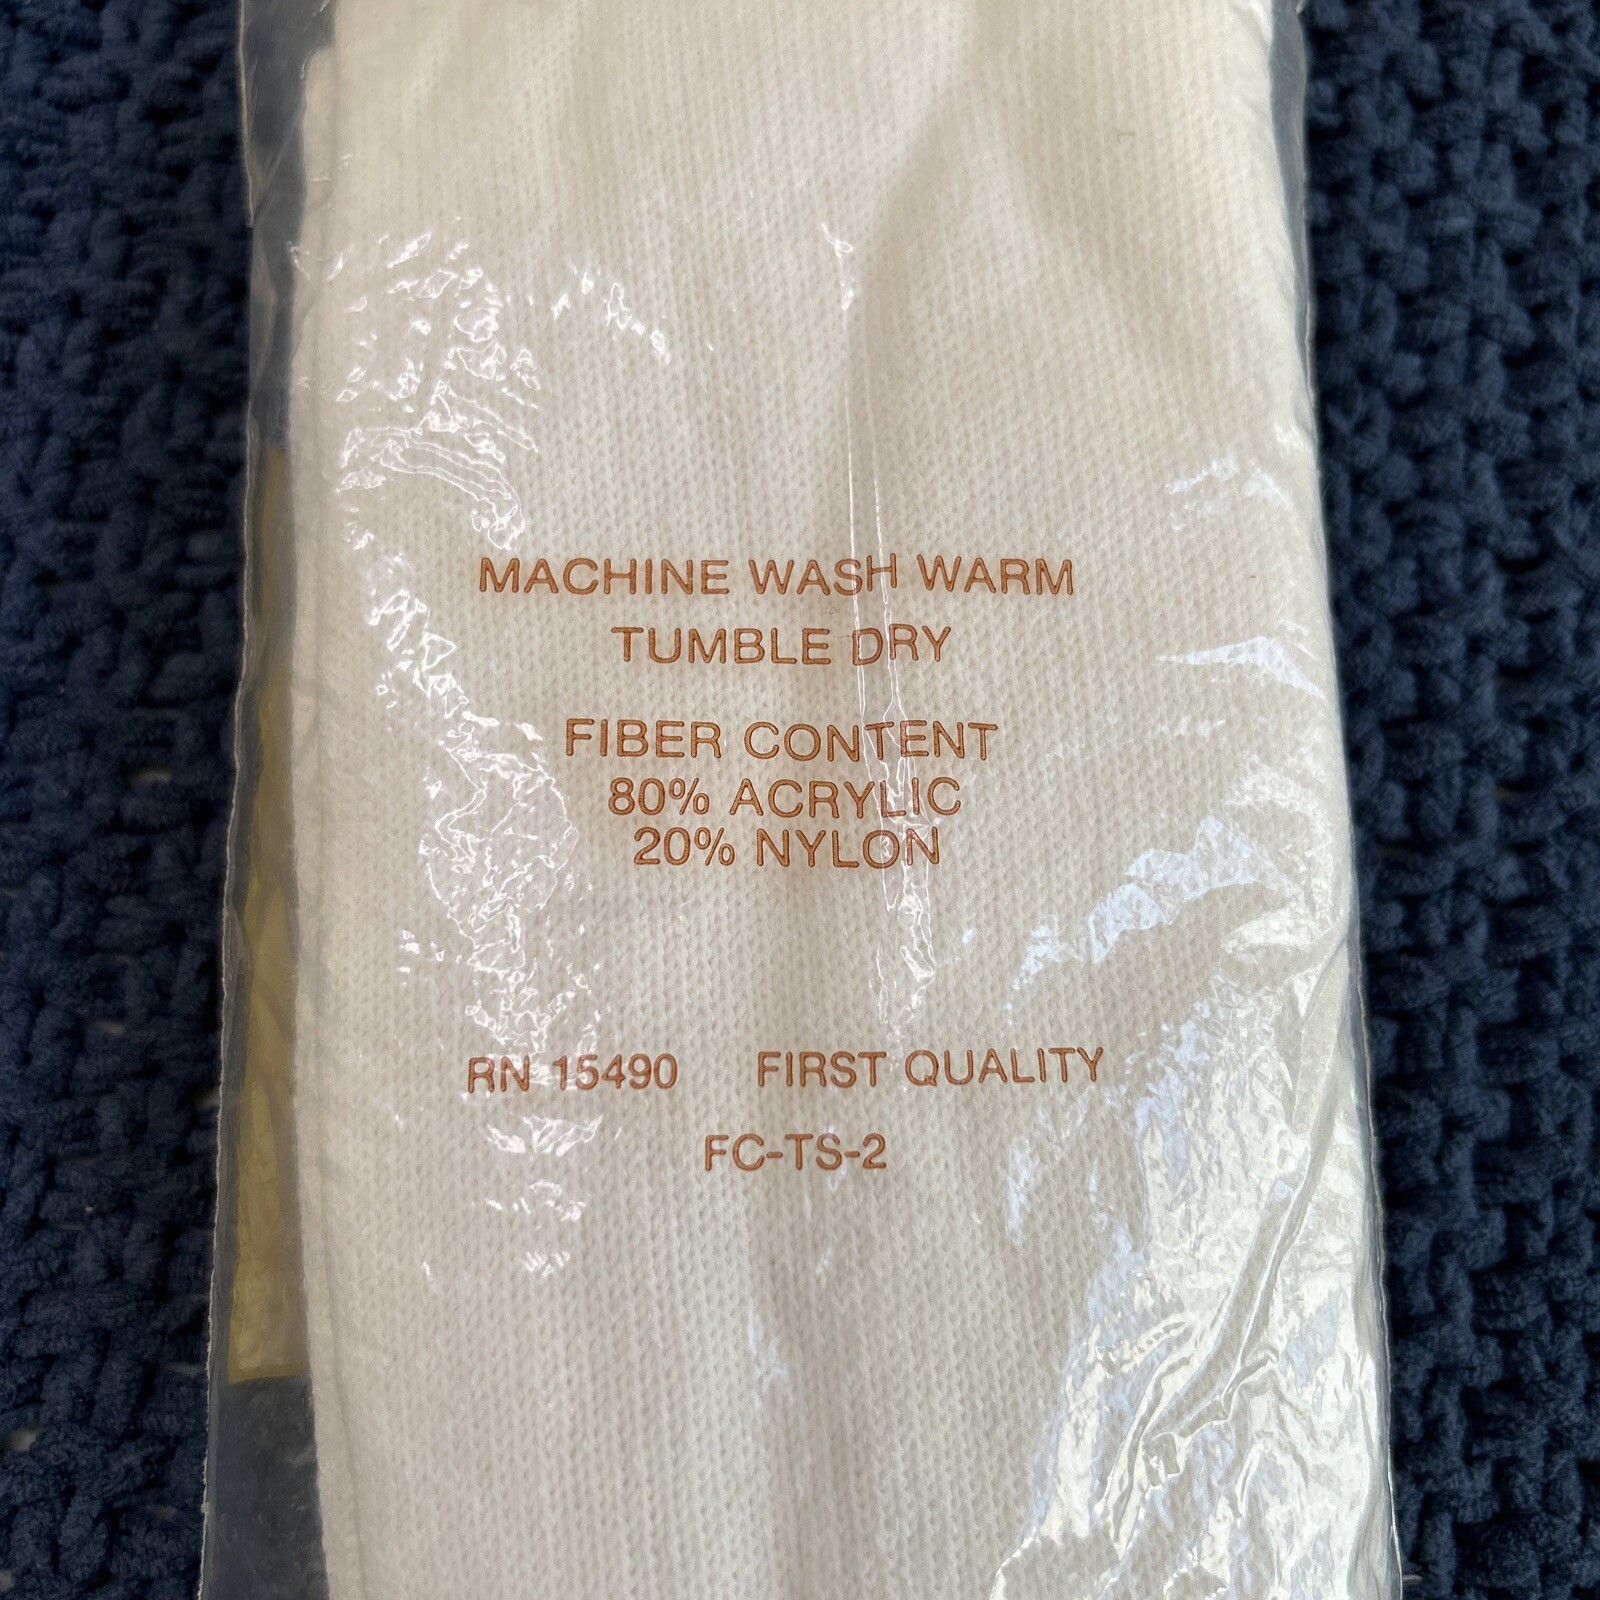 MACHINE WASH WARM
TUMBLE DRY
FIBER CONTENT
80% ACRYLIC
20% NYLON
RN 15490 FIRST QUALITY
FC-TS-2